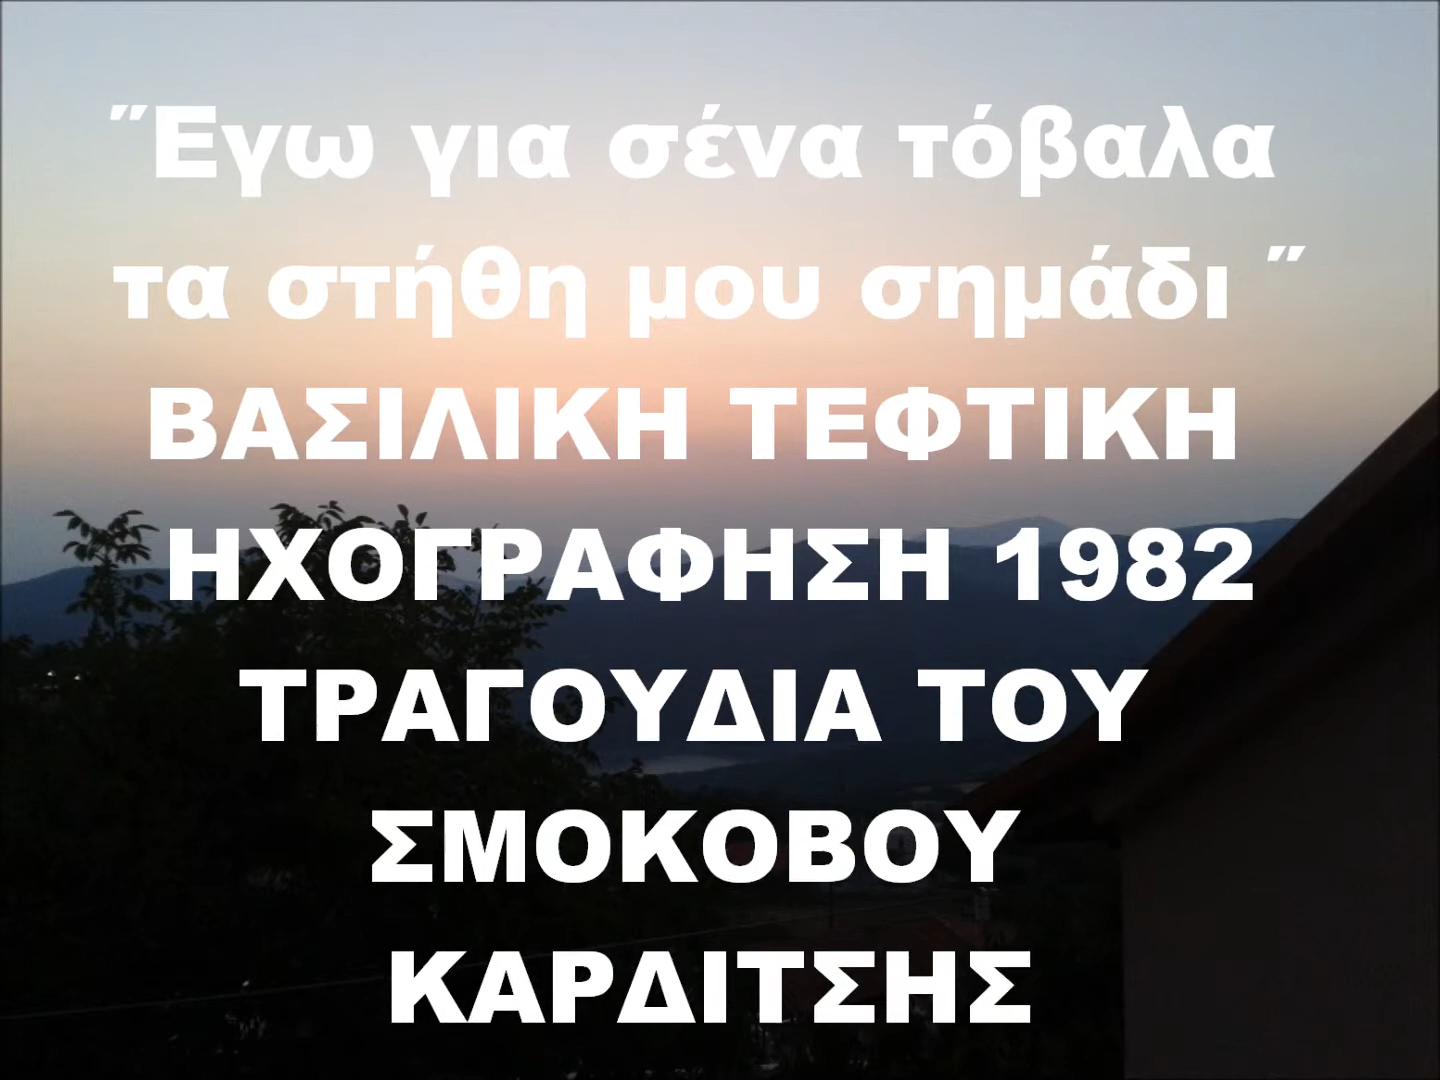 ˝Εγω για σένα τόβαλα
τα στήθη μου σημάδι ˝
ΒΑΣΙΛΙΚΗ ΤΕΦΤΙΚΗ
ΗΧΟΓΡΑΦΗΣΗ 1982
ΤΡΑΓΟΥΔΙΑ ΤΟΥ
ΣΜΟΚΟΒΟΥ
ΚΑΡΔΙΤΣΗΣ